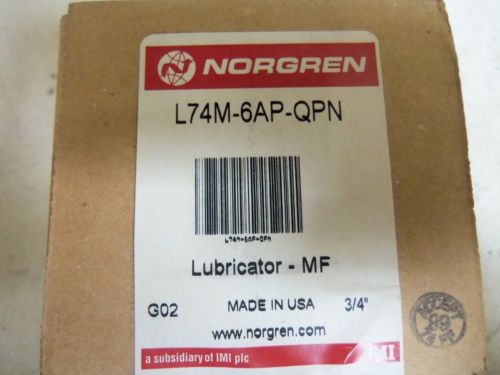 NORGREN
L74M-6AP-QPN
L74M-6AP-QPN
Lubricator - MF
G02 MADE IN USA 3/4"
www.norgren.com
a subsidiary of IMI plc IMI